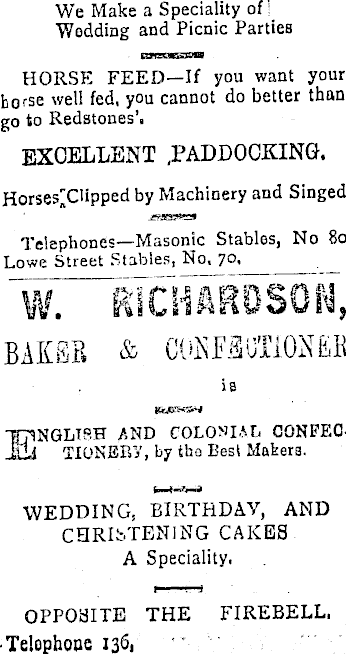 We Make a Speciality of
Wedding and Picnic Parties
HORSE FEED—If you want your
horse well fed, you cannot do better than
go to Redstones'.
EXCELLENT PADDOCKING.
Horses Clipped by Machinery and Singed
Telephones—Masonic Stables, No 80
Lowe Street Stables, No. 70.
W. RICHARDSON,
BAKER & CONFECTIONER
is
ENGLISH AND COLONIAL CONFEC-
TIONERY, by the Best Makers.
WEDDING, BIRTHDAY, AND
CHRISTENING CAKES
A Speciality.
OPPOSITE THE FIREBELL.
Telephone 136,